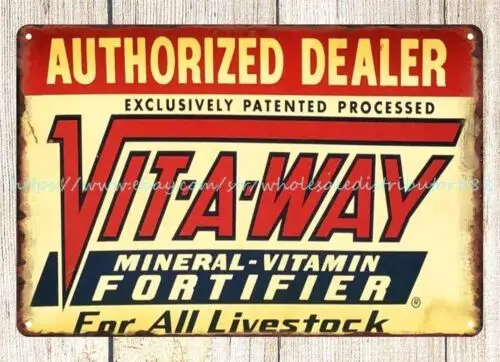 AUTHORIZED DEALER
EXCLUSIVELY PATENTED PROCESSED
VIT-A-WAY
MINERAL-VITAMIN
FORTIFIER ®
For All Livestock